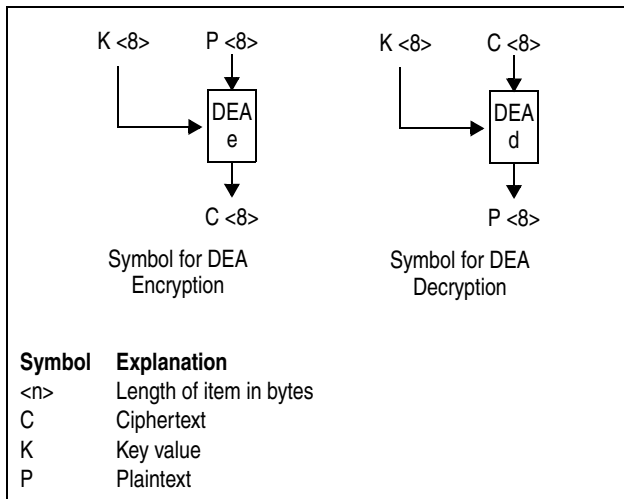 K <8> P <8> K <8> C <8>
DEA DEA
e d
C <8> P <8>
Symbol for DEA Symbol for DEA
Encryption Decryption
Symbol Explanation
<n> Length of item in bytes
C Ciphertext
K Key value
P Plaintext